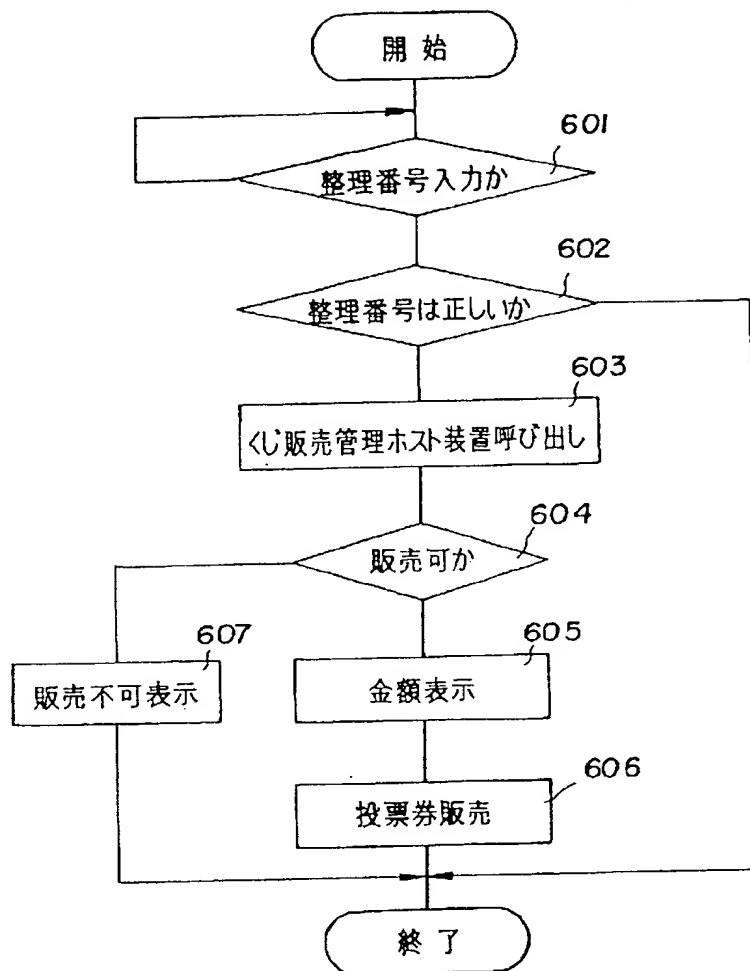 開始
601
整理番号入力か
602
整理番号は正しいか
603
くじ販売管理ホスト装置呼び出し
604
販売可か
607
605
販売不可表示
金額表示
606
投票券販売
終了